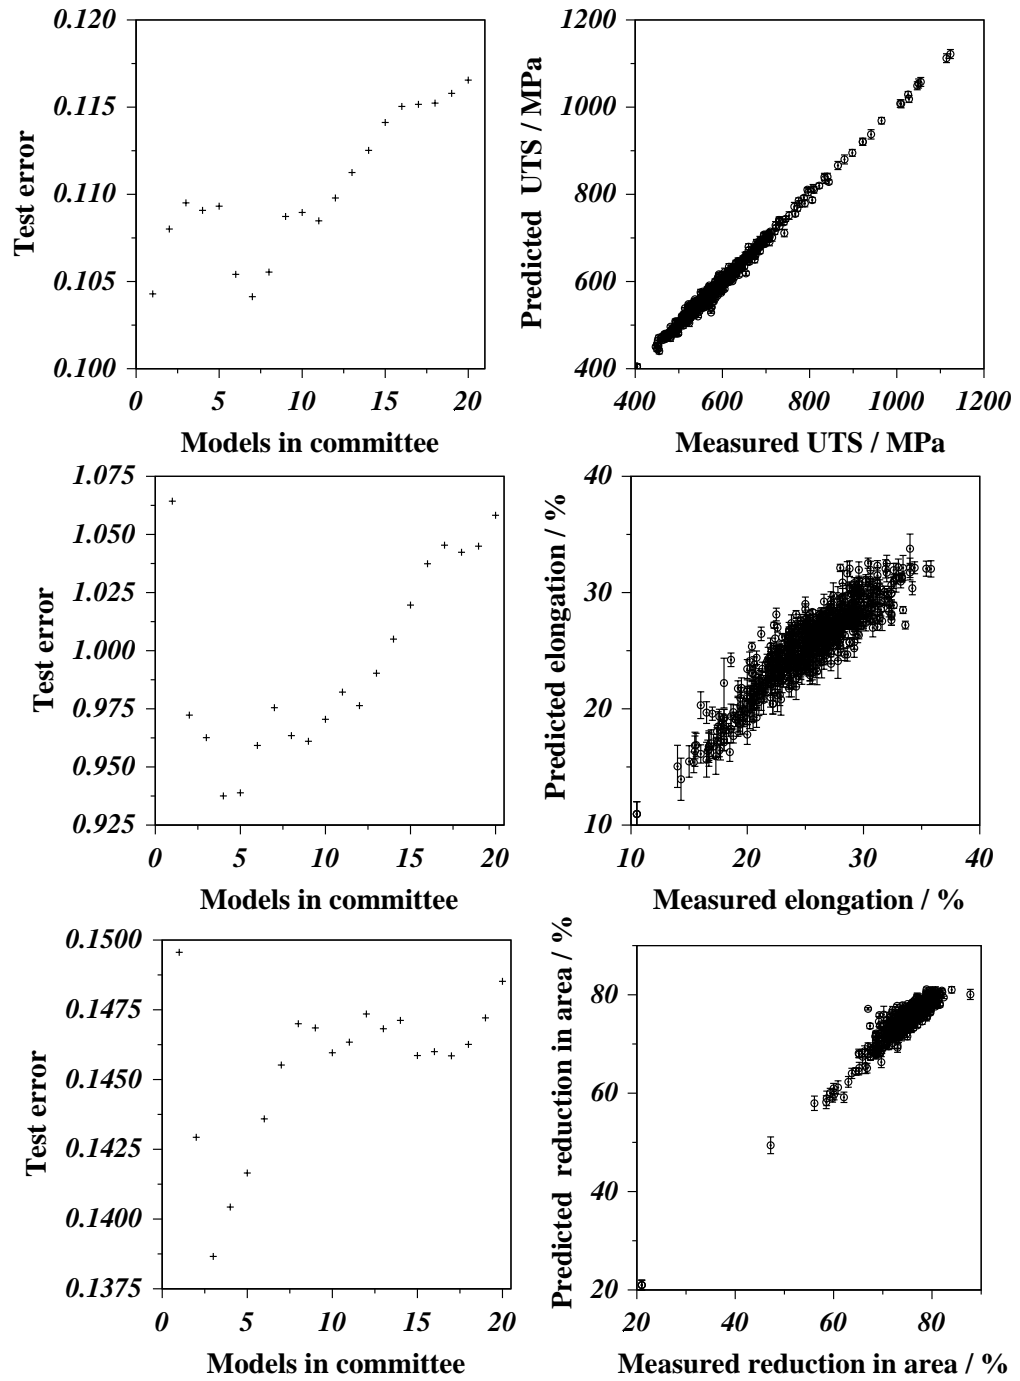 0.120
0.115
0.110
0.105
0.100
Test error
0 5 10 15 20
Models in committee
1200
1000
800
600
400
Predicted UTS / MPa
400 600 800 1000 1200
Measured UTS / MPa
1.075
1.050
1.025
1.000
0.975
0.950
0.925
Test error
0 5 10 15 20
Models in committee
40
30
20
10
Predicted elongation / %
10 20 30 40
Measured elongation / %
0.1500
0.1475
0.1450
0.1425
0.1400
0.1375
Test error
0 5 10 15 20
Models in committee
80
60
40
20
Predicted reduction in area / %
20 40 60 80
Measured reduction in area / %